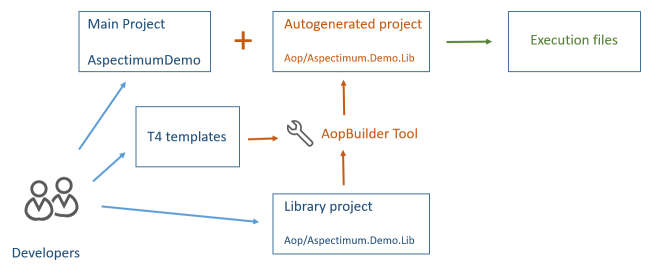 Main Project
AspectimumDemo
+
Autogenerated project
Aop/Aspectimum.Demo.Lib
Execution files
T4 templates
AopBuilder Tool
Library project
Aop/Aspectimum.Demo.Lib
Developers